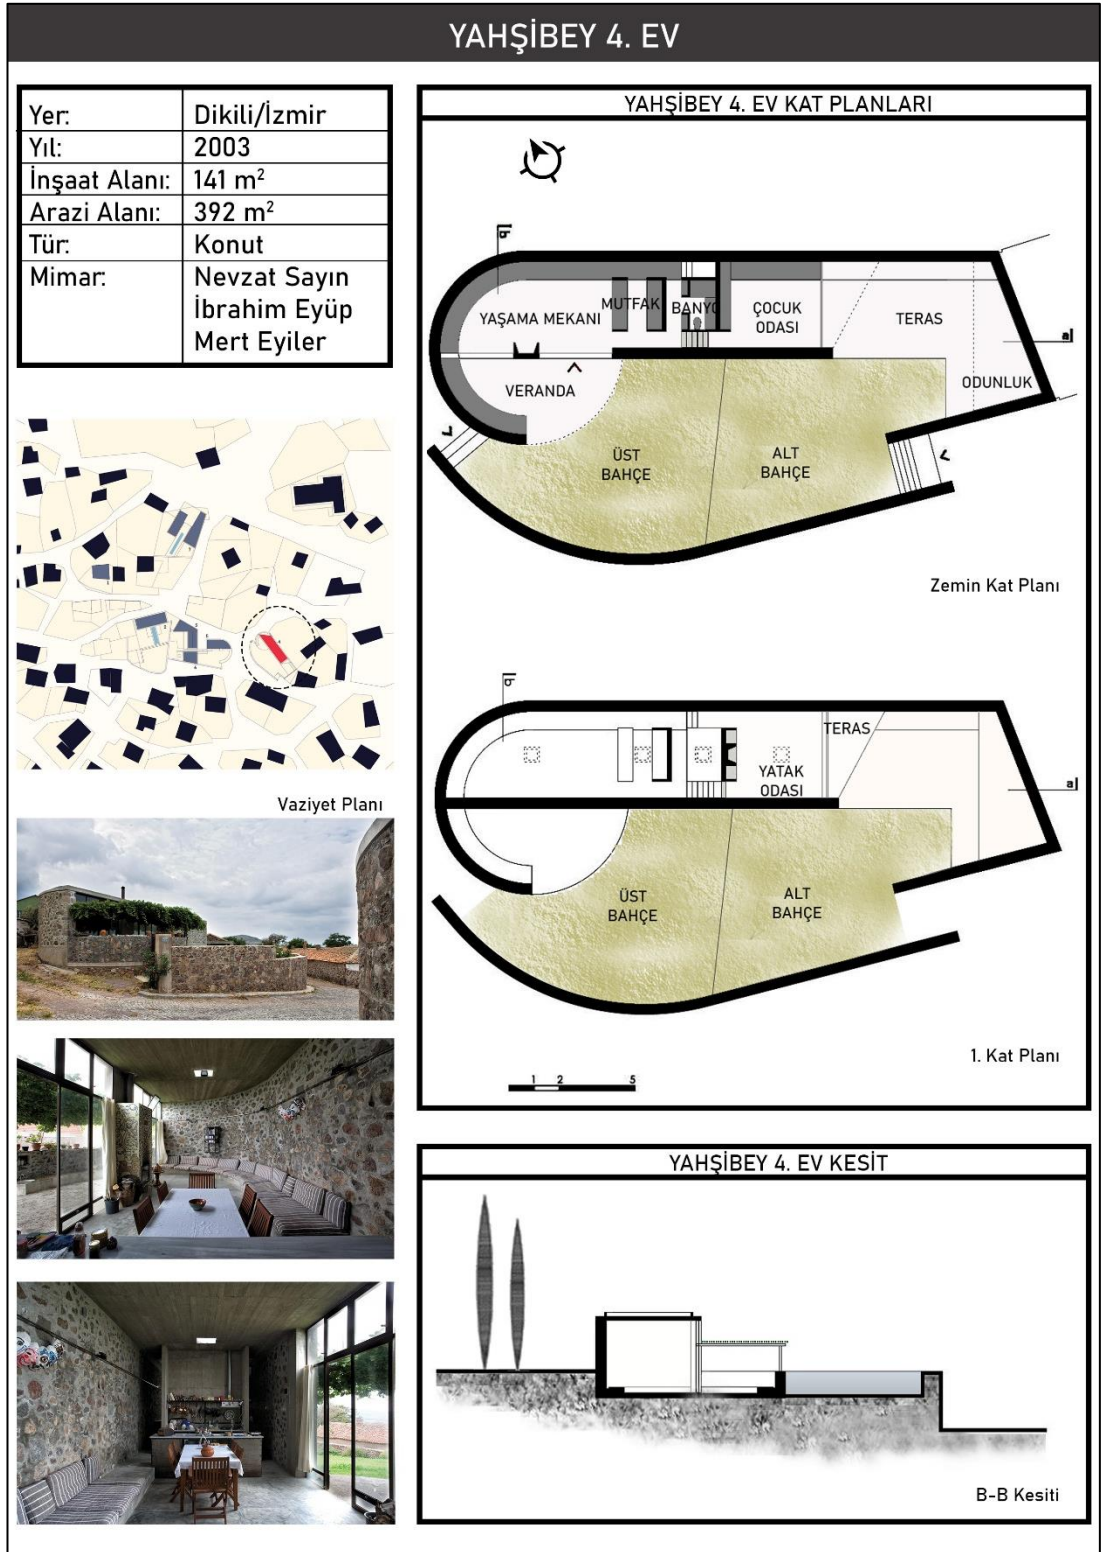 YAHŞİBEY 4. EV
Yer: Dikili/İzmir
Yıl: 2003
İnşaat Alanı: 141 m²
Arazi Alanı: 392 m²
Tür: Konut
Mimar: Nevzat Sayın
İbrahim Eyüp
Mert Eyiler
Vaziyet Planı
YAHŞİBEY 4. EV KAT PLANLARI
b
MUTFAK
BANYO
YAŞAMA MEKANI
ÇOCUK
ODASI
TERAS
a
VERANDA
ODUNLUK
ÜST
BAHÇE
ALT
BAHÇE
Zemin Kat Planı
b
TERAS
YATAK
ODASI
a
ÜST
BAHÇE
ALT
BAHÇE
1. Kat Planı
1 2 5
YAHŞİBEY 4. EV KESİT
B-B Kesiti